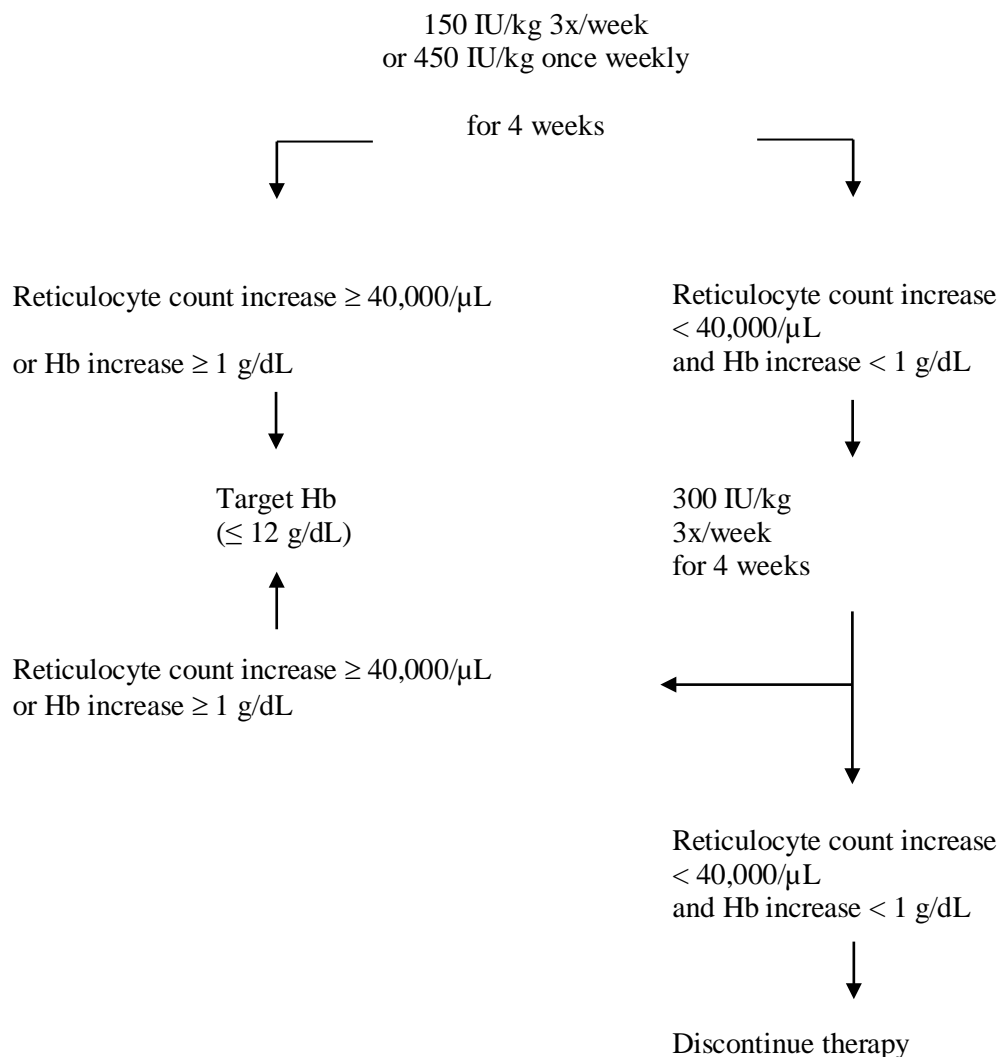 150 IU/kg 3x/week
or 450 IU/kg once weekly
for 4 weeks
Reticulocyte count increase ≥ 40,000/µL
or Hb increase ≥ 1 g/dL
Reticulocyte count increase
< 40,000/µL
and Hb increase < 1 g/dL
Target Hb
(≤ 12 g/dL)
300 IU/kg
3x/week
for 4 weeks
Reticulocyte count increase ≥ 40,000/µL
or Hb increase ≥ 1 g/dL
Reticulocyte count increase
< 40,000/µL
and Hb increase < 1 g/dL
Discontinue therapy